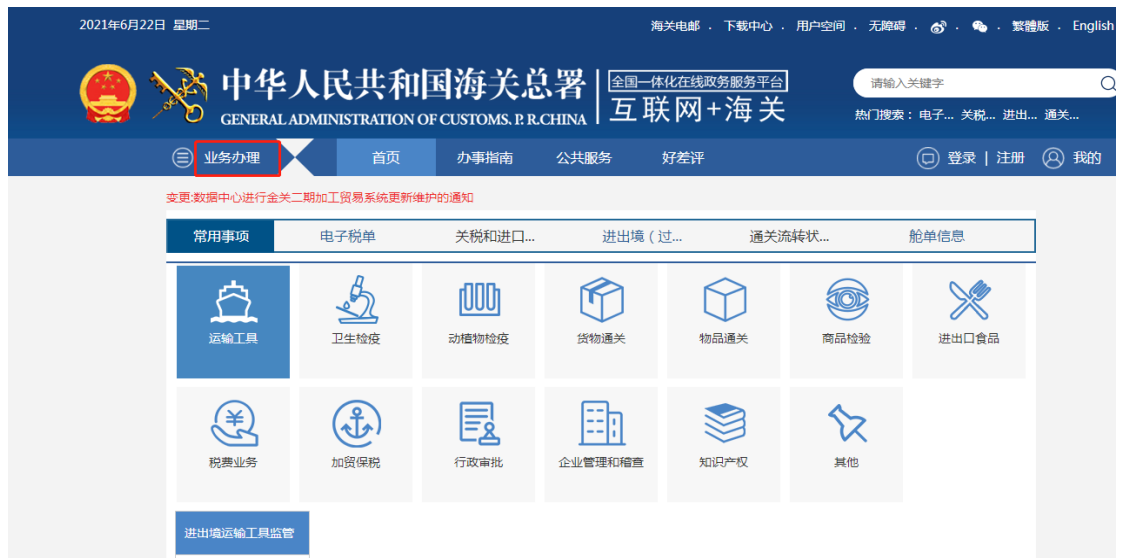 2021年6月22日 星期二
海关电邮 . 下载中心 . 用户空间 . 无障碍 . . . 繁體版 . English
中华人民共和国海关总署
GENERAL ADMINISTRATION OF CUSTOMS, P. R.CHINA
全国一体化在线政务服务平台
互联网+海关
请输入关键字
热门搜索：电子... 关税... 进出... 通关...
业务办理 首页 办事指南 公共服务 好差评 登录 | 注册 我的
变更:数据中心进行金关二期加工贸易系统更新维护的通知
常用事项 电子税单 关税和进口... 进出境（过... 通关流转状... 舱单信息
运输工具 卫生检疫 动植物检疫 货物通关 物品通关 商品检验 进出口食品
税费业务 加贸保税 行政审批 企业管理和稽查 知识产权 其他
进出境运输工具监管